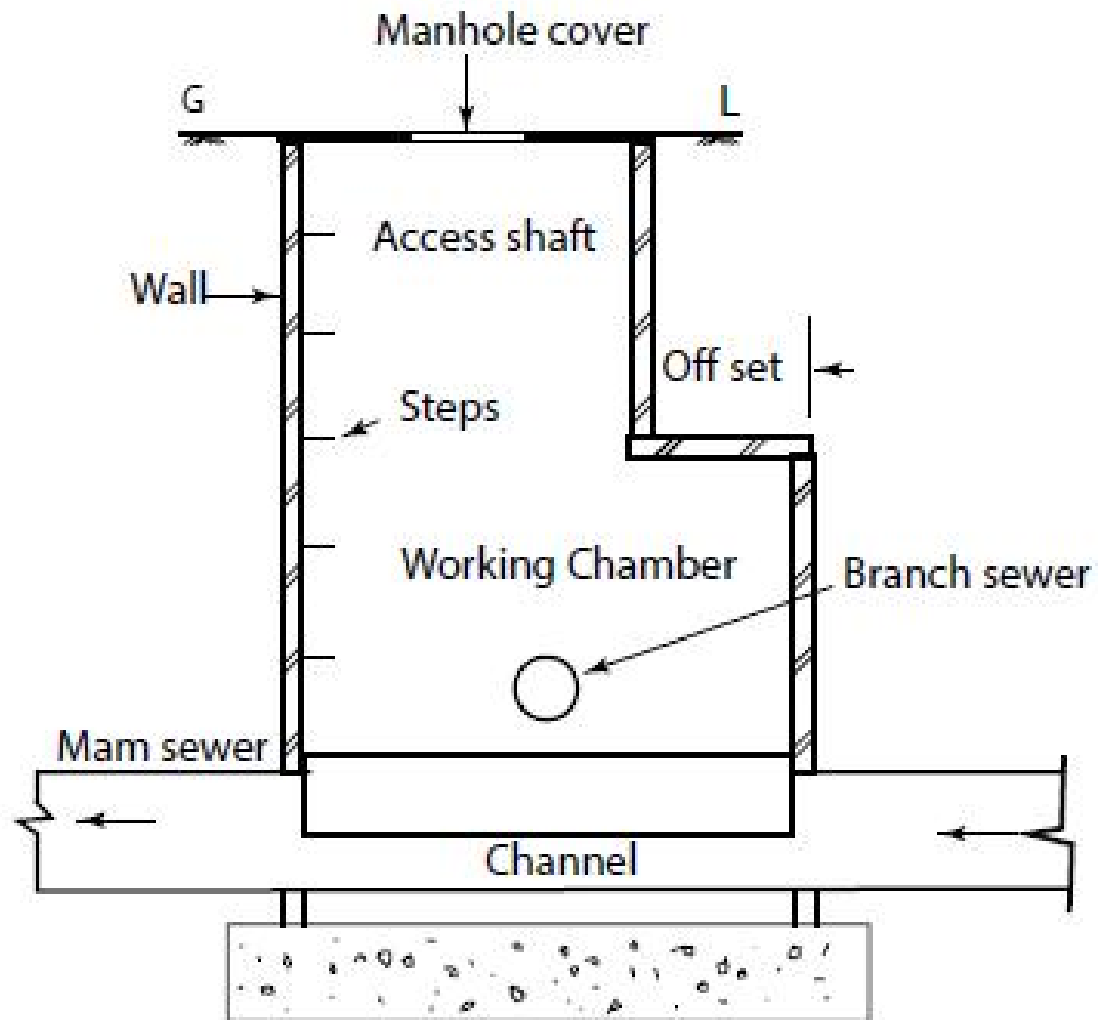 Manhole cover
G
L
Access shaft
Wall
Off set
Steps
Working Chamber
Branch sewer
Mam sewer
Channel